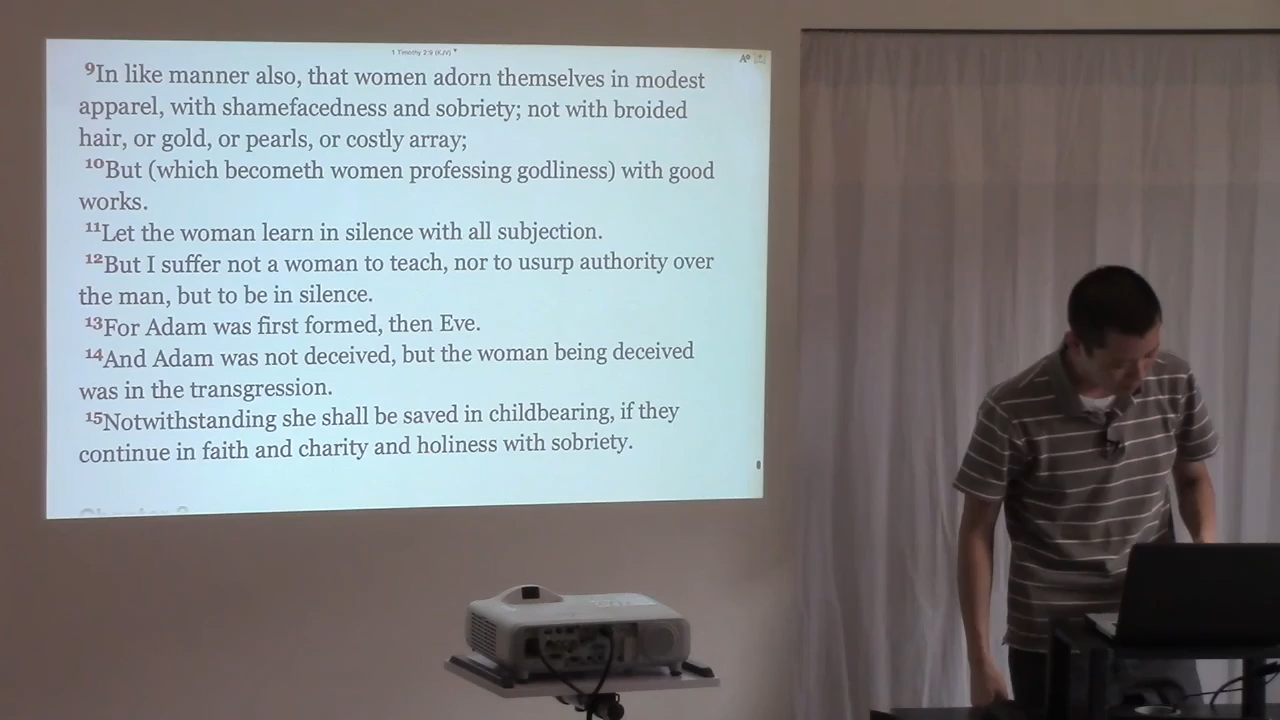 1 Timothy 2:9 (KJV)
9In like manner also, that women adorn themselves in modest
apparel, with shamefacedness and sobriety; not with broided
hair, or gold, or pearls, or costly array;
10But (which becometh women professing godliness) with good
works.
11Let the woman learn in silence with all subjection.
12But I suffer not a woman to teach, nor to usurp authority over
the man, but to be in silence.
13For Adam was first formed, then Eve.
14And Adam was not deceived, but the woman being deceived
was in the transgression.
15Notwithstanding she shall be saved in childbearing, if they
continue in faith and charity and holiness with sobriety.